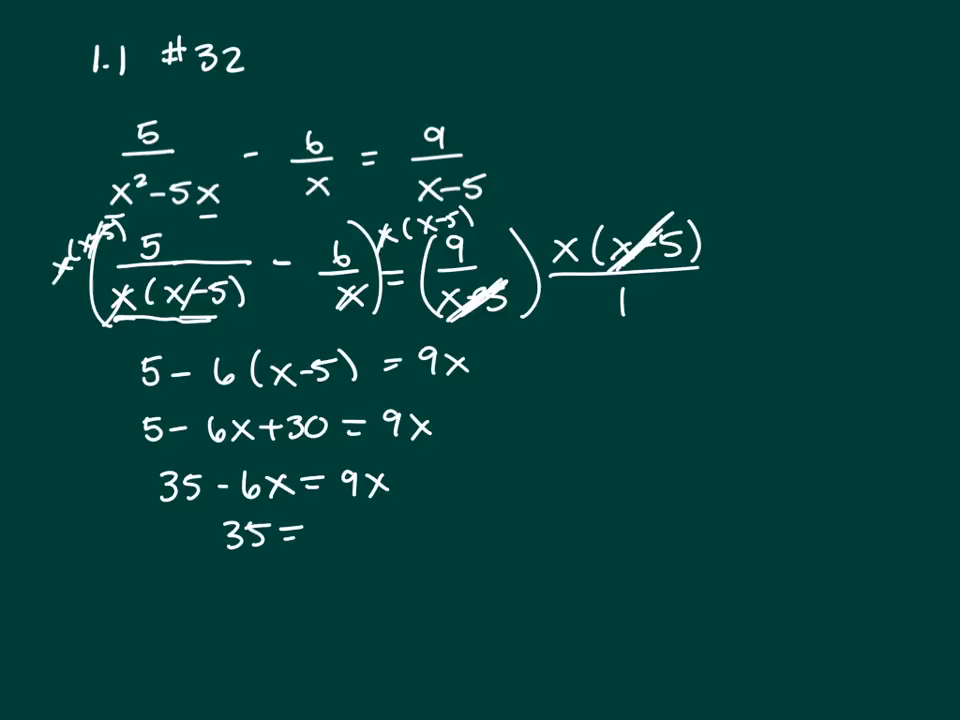 1.1 #32
5/(x²-5x) - 6/x = 9/(x-5)
x(x-5) (5/(x(x-5)) - 6/x) x(x-5) = (9/(x-5)) x(x-5)/1
5 - 6(x-5) = 9x
5 - 6x+30 = 9x
35 - 6x = 9x
35 =